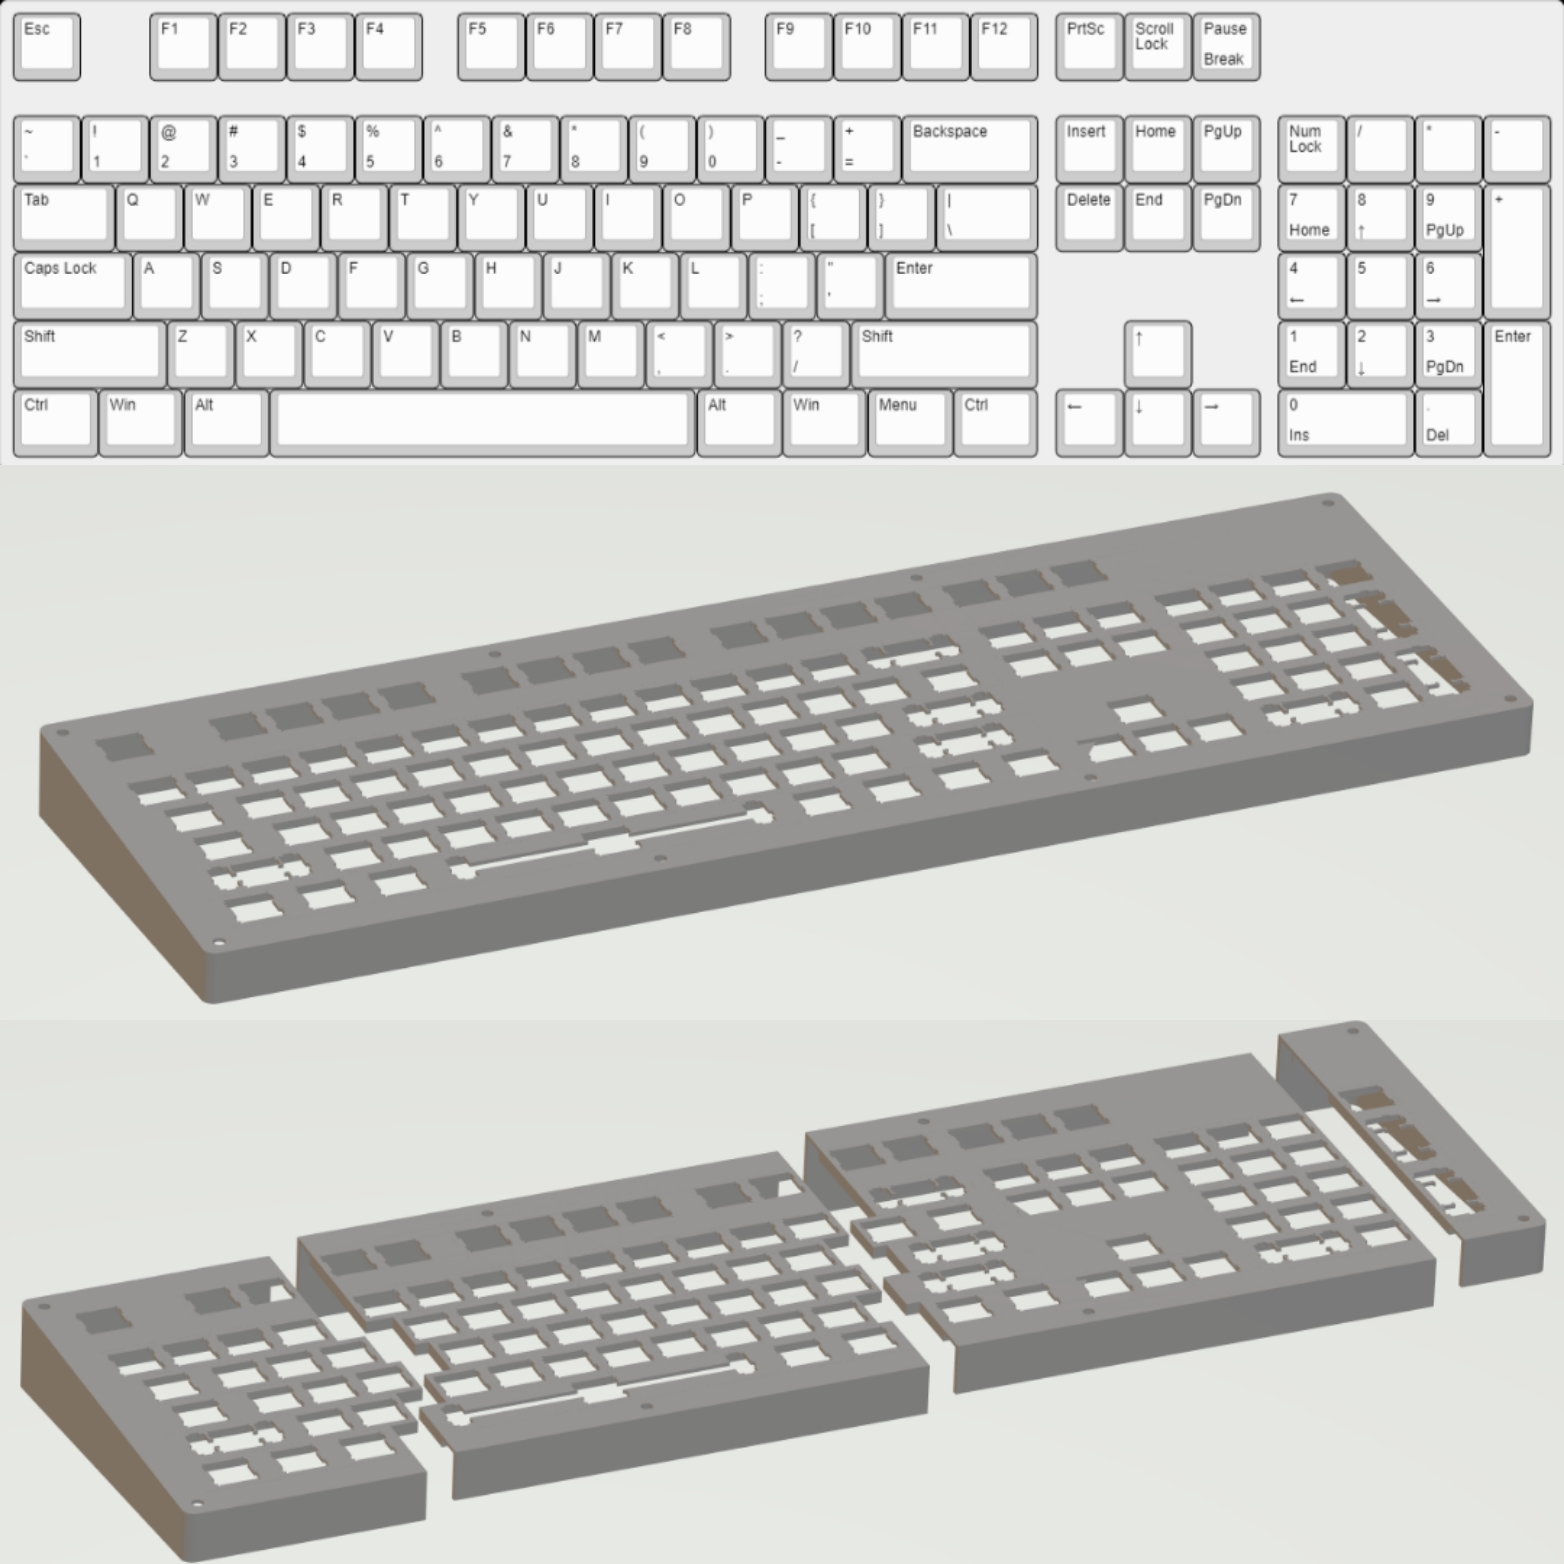 Esc F1 F2 F3 F4 F5 F6 F7 F8 F9 F10 F11 F12 PrtSc Scroll Lock Pause Break
~ ` ! 1 @ 2 # 3 $ 4 % 5 ^ 6 & 7 * 8 ( 9 ) 0 _ - + = Backspace Insert Home PgUp Num Lock / * -
Tab Q W E R T Y U I O P { [ } ] | \ Delete End PgDn 7 Home 8 ↑ 9 PgUp +
Caps Lock A S D F G H J K L : ; " ' Enter 4 ← 5 6 →
Shift Z X C V B N M < , > . ? / Shift ↑ 1 End 2 ↓ 3 PgDn Enter
Ctrl Win Alt Alt Win Menu Ctrl ← ↓ → 0 Ins . Del